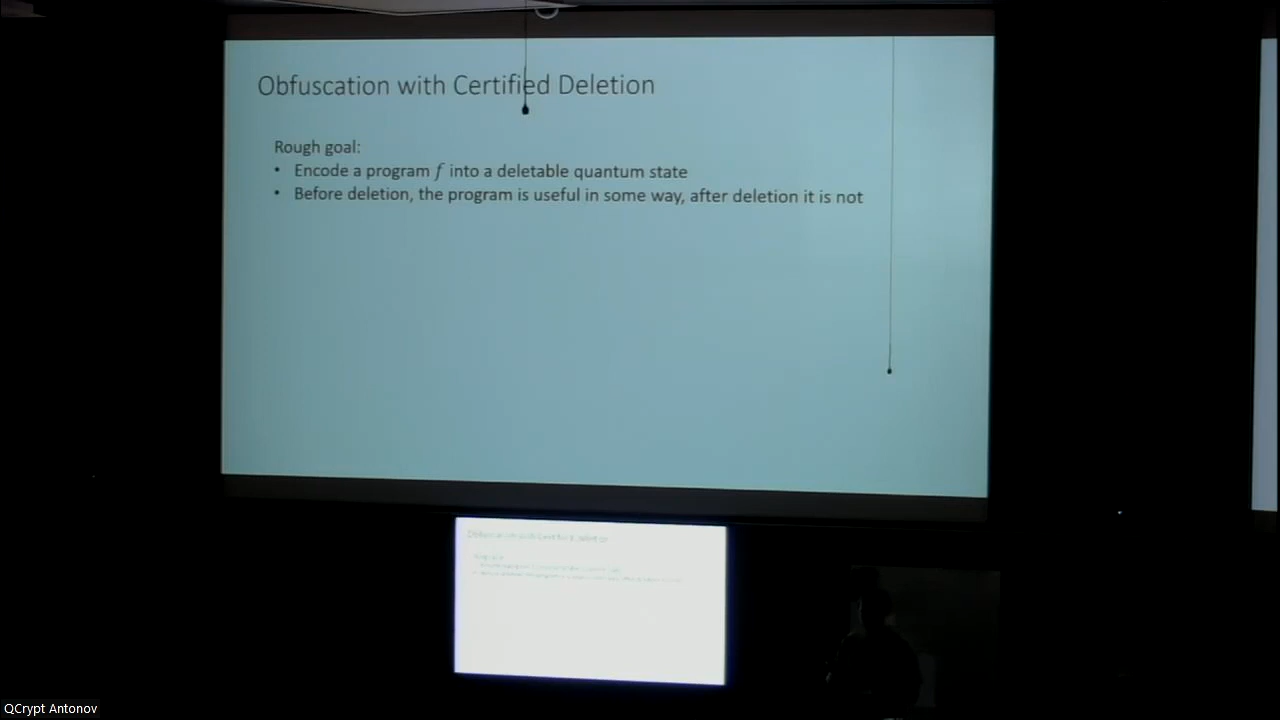 Obfuscation with Certified Deletion
Rough goal:
• Encode a program f into a deletable quantum state
• Before deletion, the program is useful in some way, after deletion it is not
QCrypt Antonov